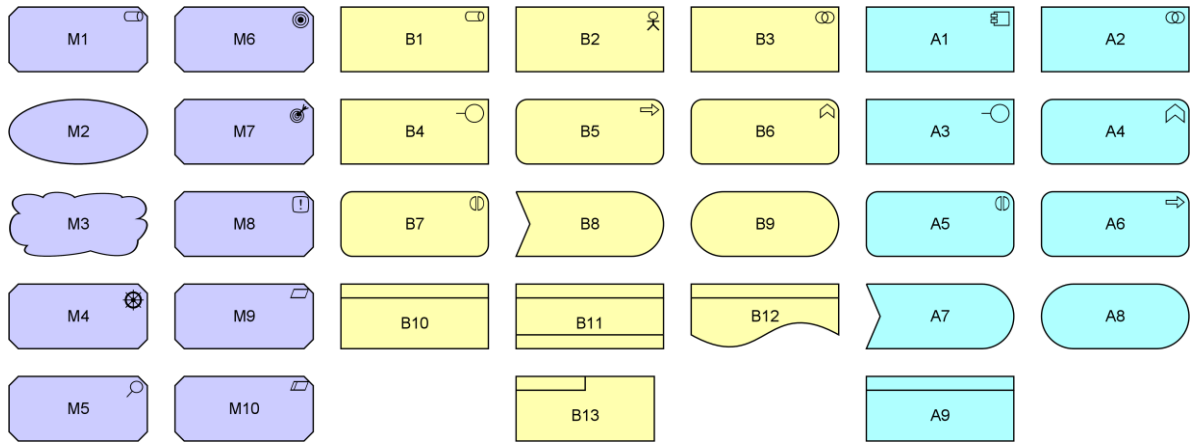 M1 M6 B1 B2 B3 A1 A2
M2 M7 B4 B5 B6 A3 A4
M3 M8 B7 B8 B9 A5 A6
M4 M9 B10 B11 B12 A7 A8
M5 M10 B13 A9